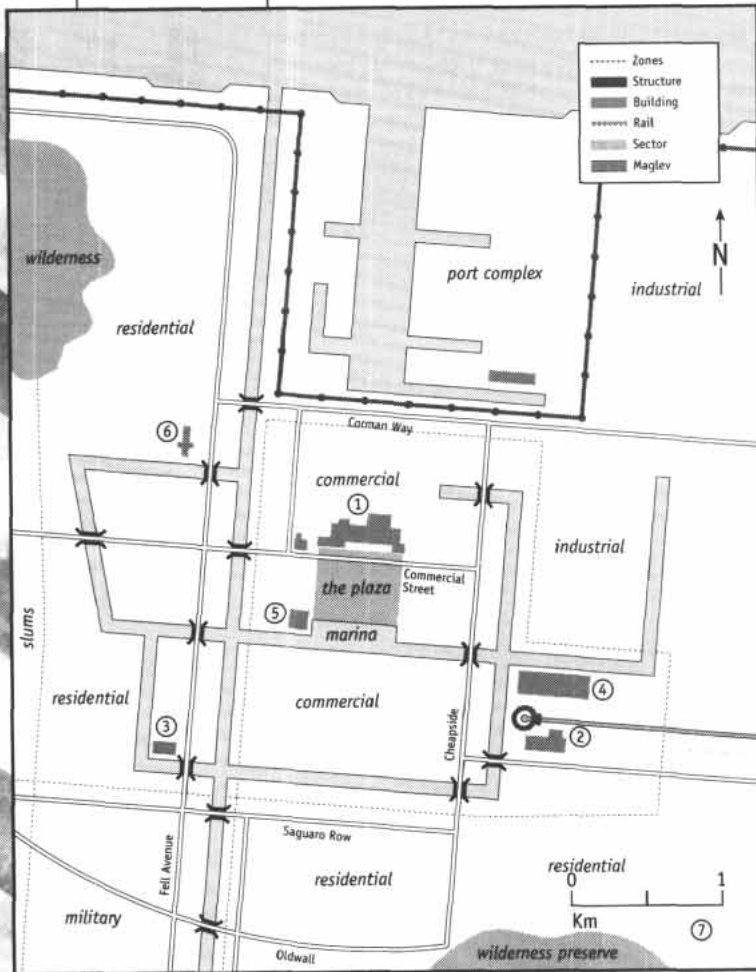 Zones
Structure
Building
Rail
Sector
Maglev
N
wilderness
residential
port complex
industrial
⑥
Corman Way
commercial
①
industrial
the plaza
Commercial
Street
⑤
marina
slums
residential
commercial
④
Cheapside
②
③
Saguaro Row
Fell Avenue
residential
residential
0 1
Km
⑦
military
Oldwall
wilderness preserve